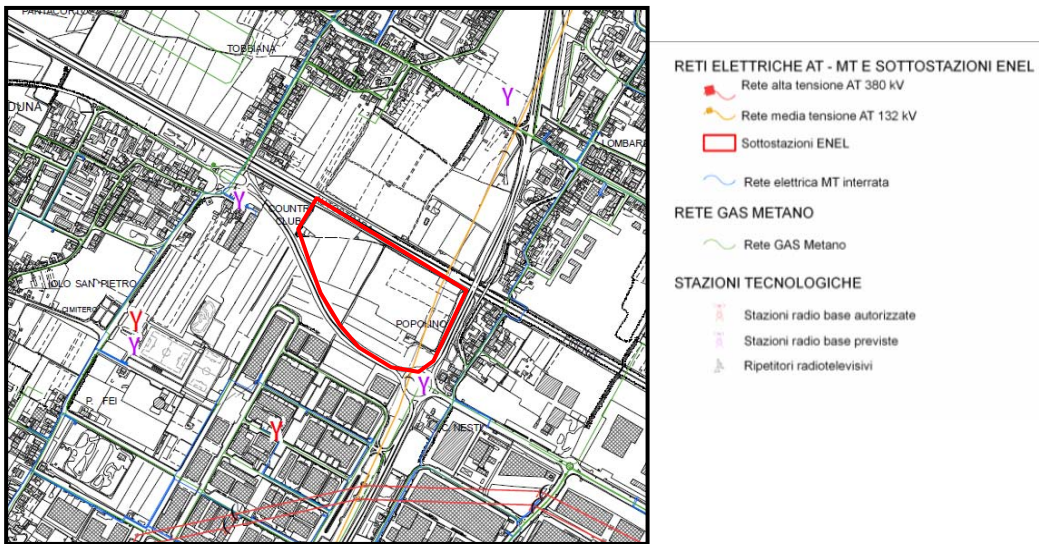 PANTACORTO
TOBBIANA
DUNA
LOMBARD
COUNTRY
CLUB
IOLO SAN PIETRO
CIMITERO
POPOLINO
P. FEI
C. NESTI
RETI ELETTRICHE AT - MT E SOTTOSTAZIONI ENEL
Rete alta tensione AT 380 kV
Rete media tensione AT 132 kV
Sottostazioni ENEL
Rete elettrica MT interrata
RETE GAS METANO
Rete GAS Metano
STAZIONI TECNOLOGICHE
Stazioni radio base autorizzate
Stazioni radio base previste
Ripetitori radiotelevisivi